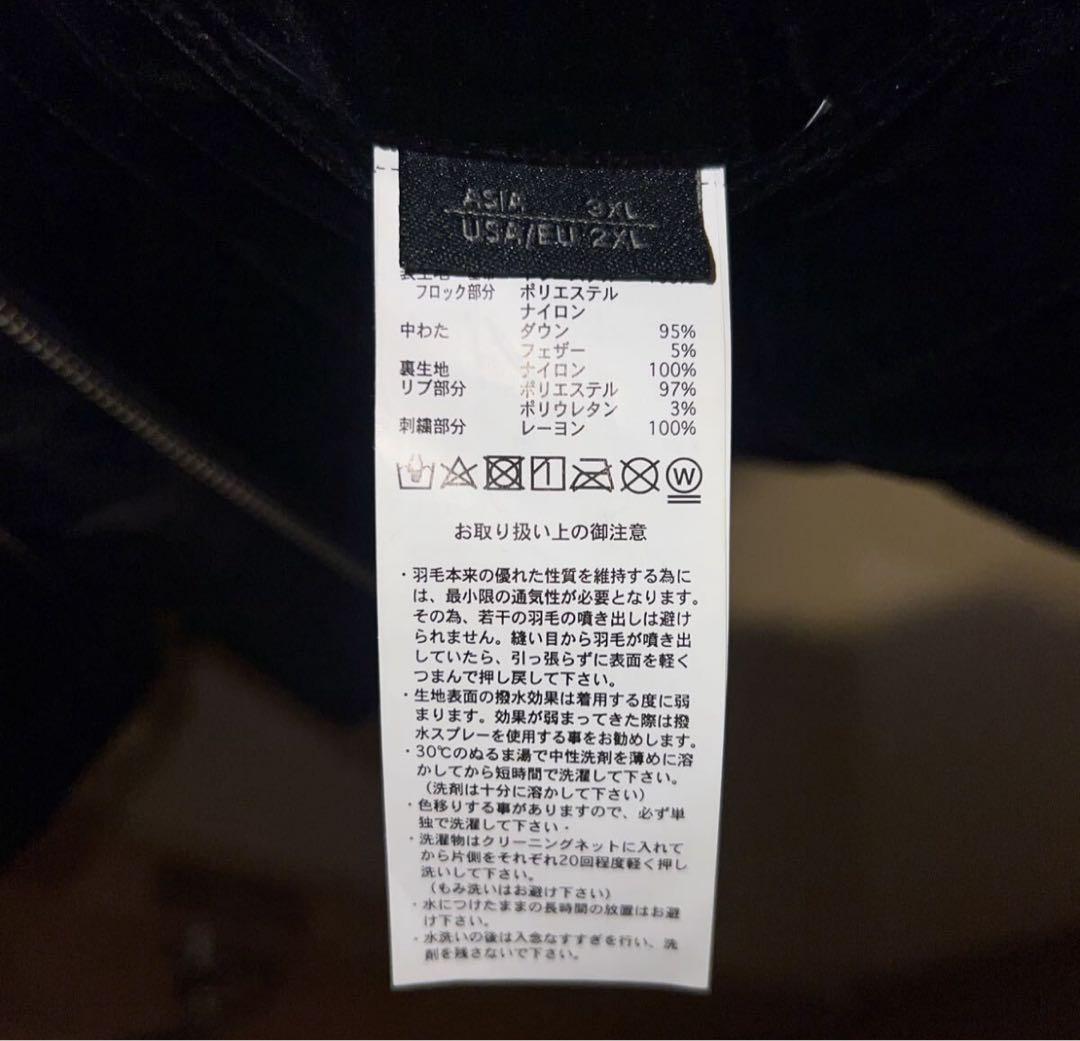 ASIA 3XL
USA/EU 2XL
フロック部分 ポリエステル
ナイロン
中わた ダウン 95%
フェザー 5%
裏生地 ナイロン 100%
リブ部分 ポリエステル 97%
ポリウレタン 3%
刺繍部分 レーヨン 100%
W
お取り扱い上の御注意
・羽毛本来の優れた性質を維持する為に
は、最小限の通気性が必要となります。
その為、若干の羽毛の噴き出しは避け
られません。縫い目から羽毛が噴き出
していたら、引っ張らずに表面を軽く
つまんで押し戻して下さい。
・生地表面の撥水効果は着用する度に弱
まります。効果が弱まってきた際は撥
水スプレーを使用する事をお勧めします。
・30℃のぬるま湯で中性洗剤を薄めに溶
かしてから短時間で洗濯して下さい。
（洗剤は十分に溶かして下さい）
・色移りする事がありますので、必ず単
独で洗濯して下さい・
・洗濯物はクリーニングネットに入れて
から片側をそれぞれ20回程度軽く押し
洗いして下さい。
（もみ洗いはお避け下さい）
・水につけたままの長時間の放置はお避
け下さい。
・水洗いの後は入念なすすぎを行い、洗
剤を残さないで下さい。